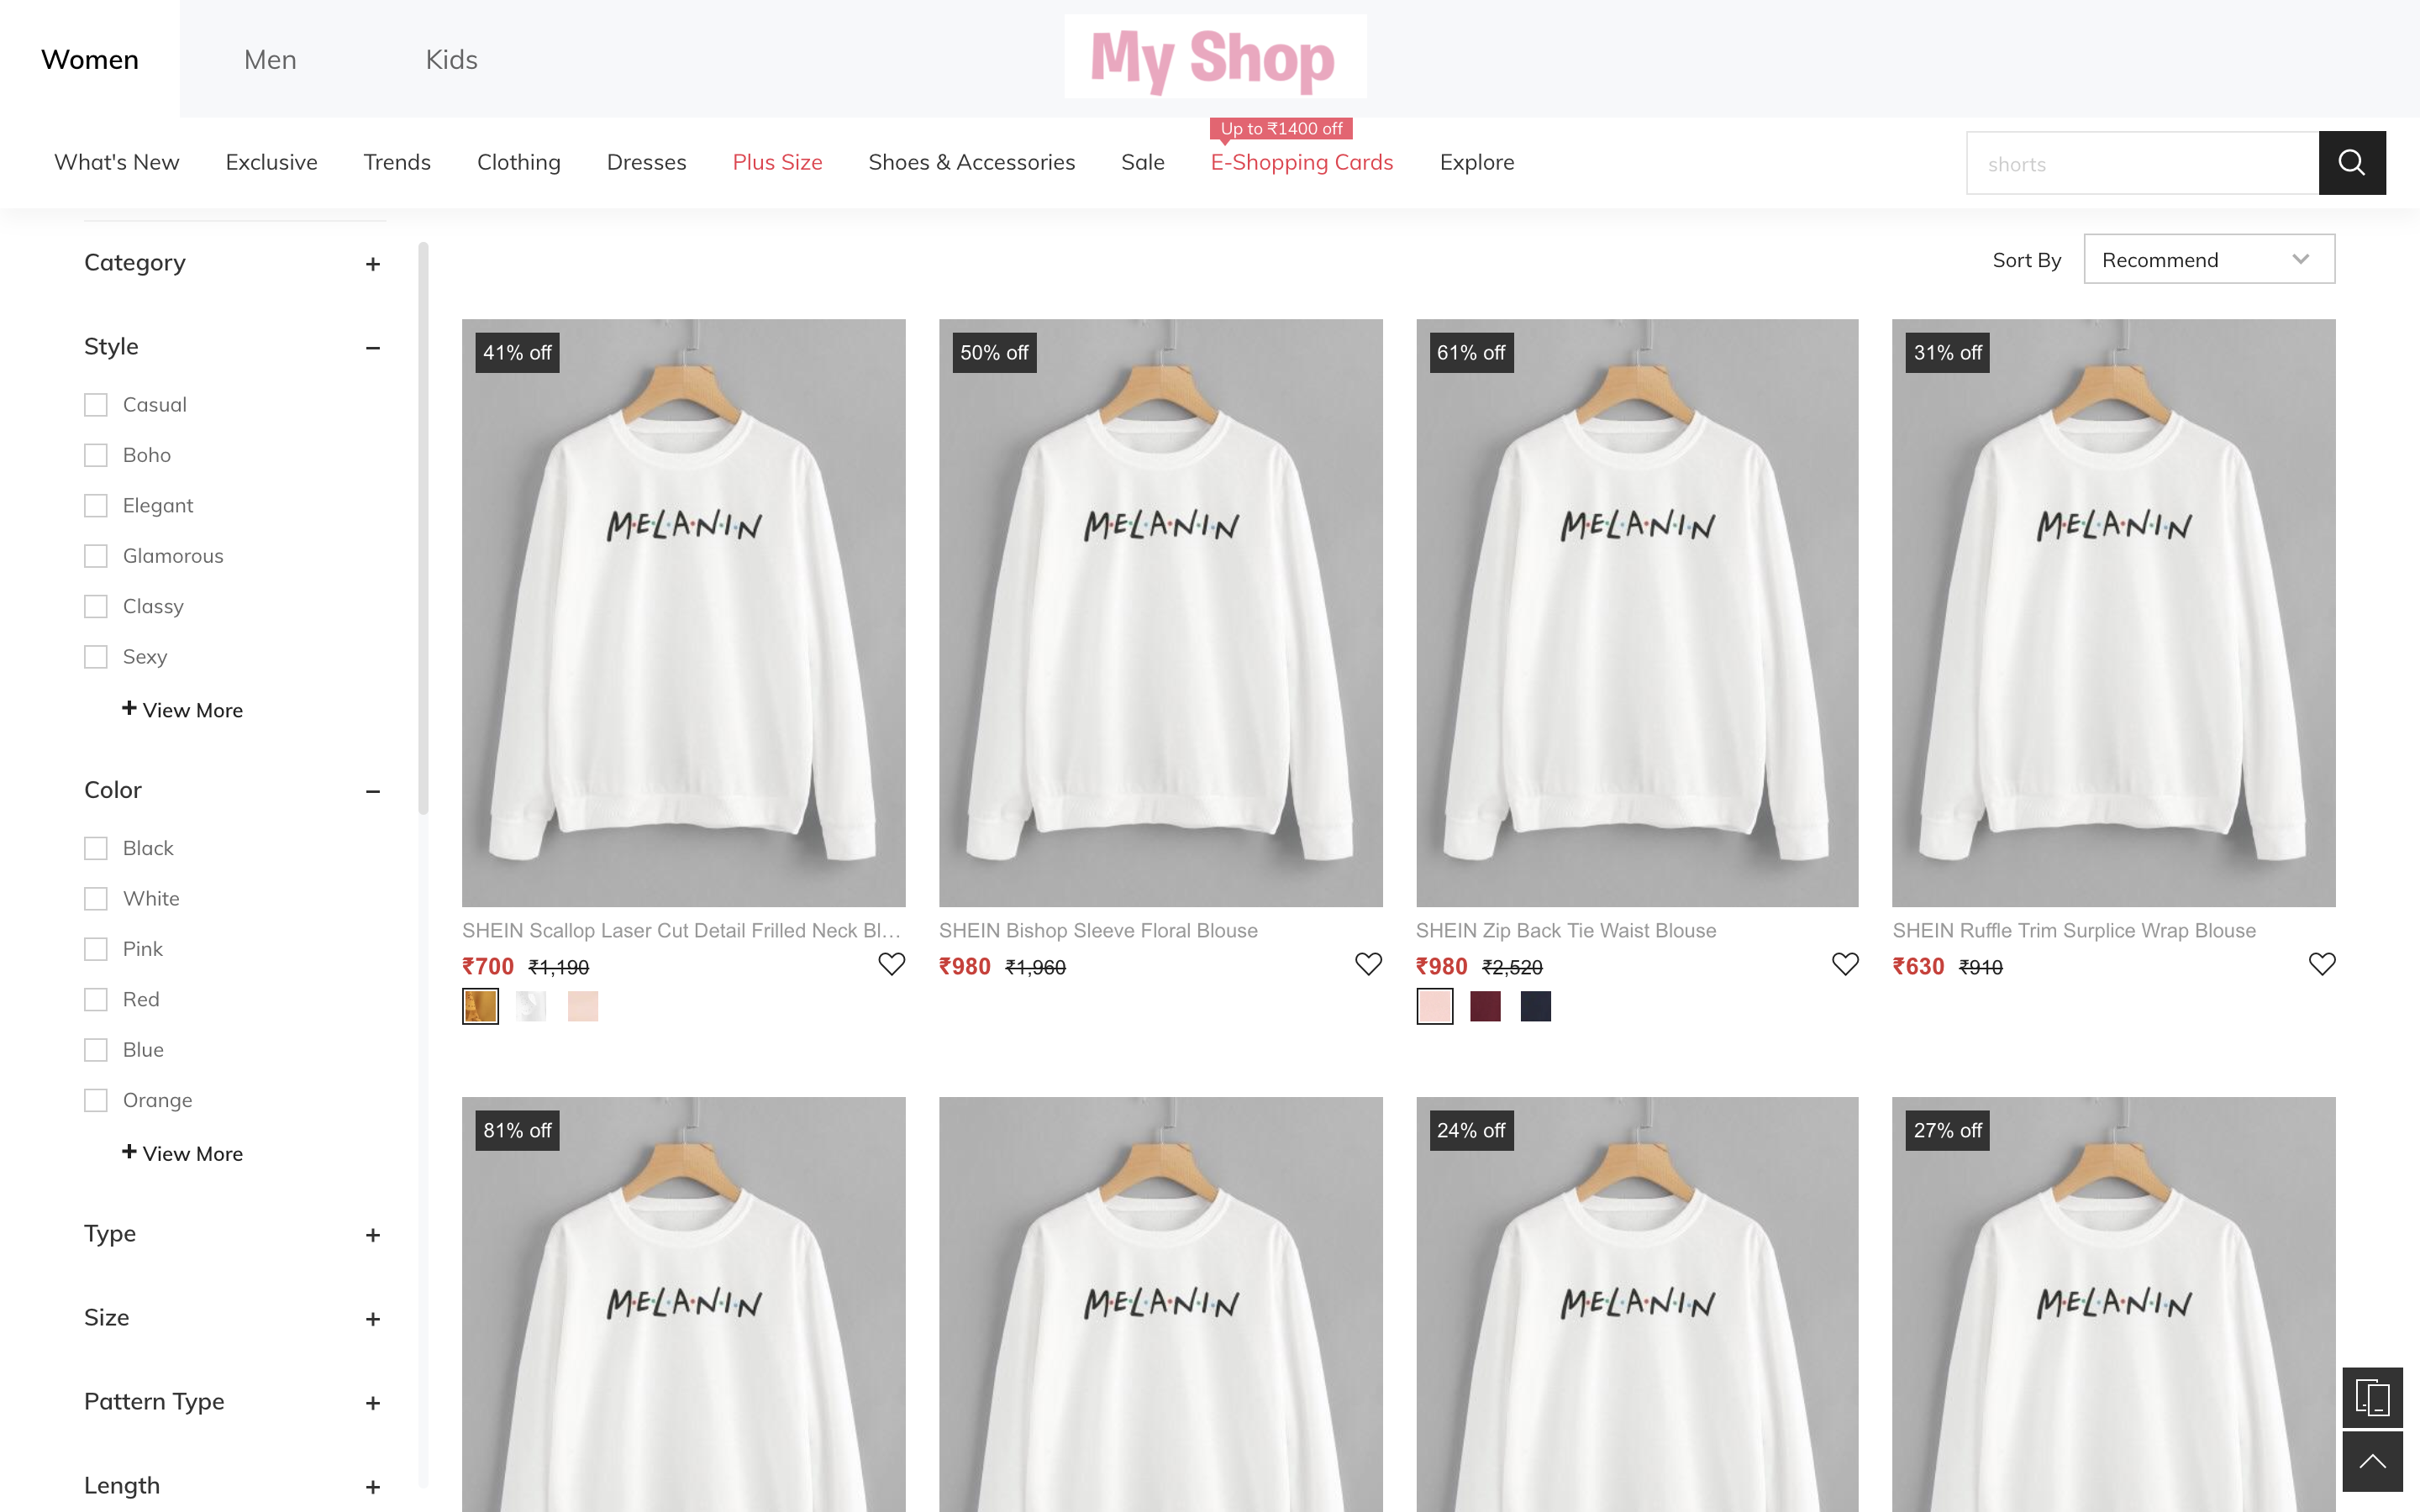 Women Men Kids
My Shop
Up to ₹1400 off
What's New Exclusive Trends Clothing Dresses Plus Size Shoes & Accessories Sale E-Shopping Cards Explore
shorts
Sort By Recommend
Category +
Style −
Casual
Boho
Elegant
Glamorous
Classy
Sexy
+ View More
Color −
Black
White
Pink
Red
Blue
Orange
+ View More
Type +
Size +
Pattern Type +
Length +
41% off
MELANIN
SHEIN Scallop Laser Cut Detail Frilled Neck Bl...
₹700 ₹1,190
50% off
MELANIN
SHEIN Bishop Sleeve Floral Blouse
₹980 ₹1,960
61% off
MELANIN
SHEIN Zip Back Tie Waist Blouse
₹980 ₹2,520
31% off
MELANIN
SHEIN Ruffle Trim Surplice Wrap Blouse
₹630 ₹910
81% off
MELANIN
MELANIN
24% off
MELANIN
27% off
MELANIN